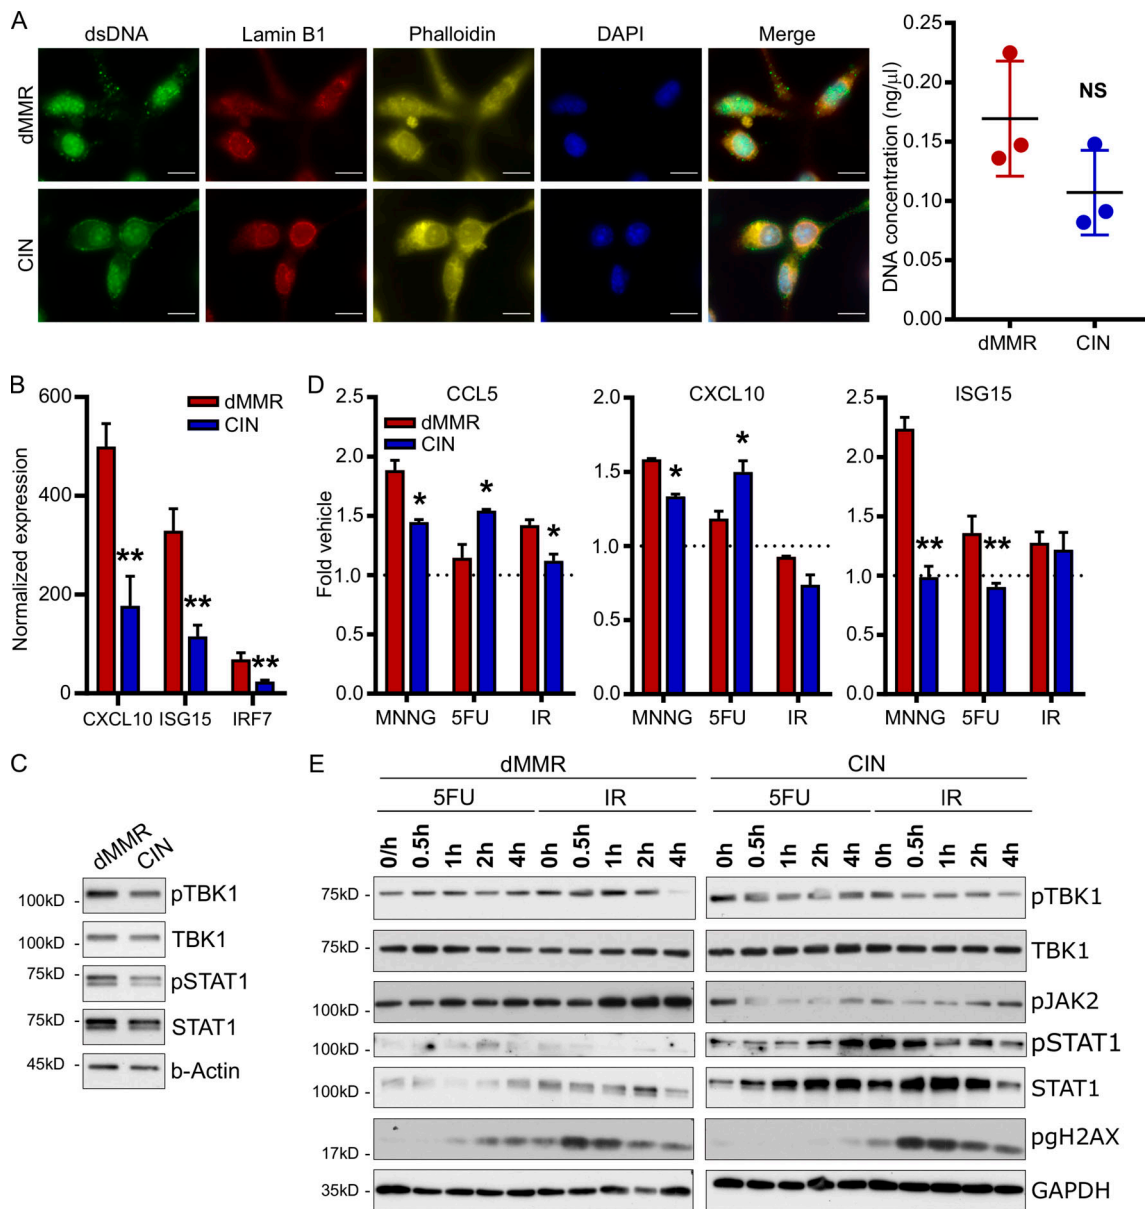 A
dsDNA
Lamin B1
Phalloidin
DAPI
Merge
dMMR
CIN
DNA concentration (ng/µl)
0.25
0.20
0.15
0.10
0.05
0.00
NS
dMMR
CIN
B
Normalized expression
600
400
200
0
dMMR
CIN
**
**
**
CXCL10 ISG15 IRF7
D
CCL5
Fold vehicle
2.5
2.0
1.5
1.0
0.5
0.0
dMMR
CIN
*
*
*
MNNG 5FU IR
CXCL10
2.0
1.5
1.0
0.5
0.0
*
*
MNNG 5FU IR
ISG15
2.5
2.0
1.5
1.0
0.5
0.0
**
**
MNNG 5FU IR
C
dMMR CIN
100kD - pTBK1
100kD - TBK1
75kD - pSTAT1
75kD - STAT1
45kD - b-Actin
E
dMMR CIN
5FU IR 5FU IR
0/h 0.5h 1h 2h 4h 0h 0.5h 1h 2h 4h 0h 0.5h 1h 2h 4h 0h 0.5h 1h 2h 4h
75kD - pTBK1
75kD - TBK1
100kD - pJAK2
100kD - pSTAT1
100kD - STAT1
17kD - pgH2AX
35kD - GAPDH